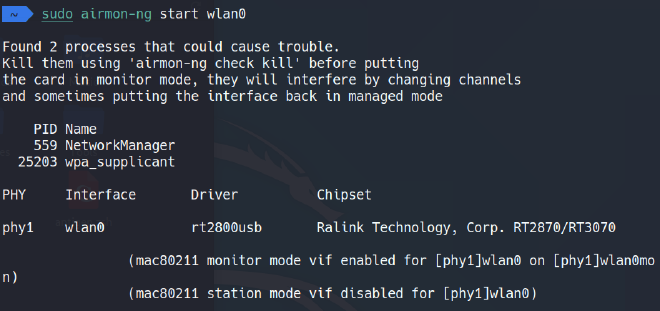 ~ sudo airmon-ng start wlan0
Found 2 processes that could cause trouble.
Kill them using 'airmon-ng check kill' before putting
the card in monitor mode, they will interfere by changing channels
and sometimes putting the interface back in managed mode
PID Name
559 NetworkManager
25203 wpa_supplicant
PHY Interface Driver Chipset
phy1 wlan0 rt2800usb Ralink Technology, Corp. RT2870/RT3070
(mac80211 monitor mode vif enabled for [phy1]wlan0 on [phy1]wlan0mo
n)
(mac80211 station mode vif disabled for [phy1]wlan0)